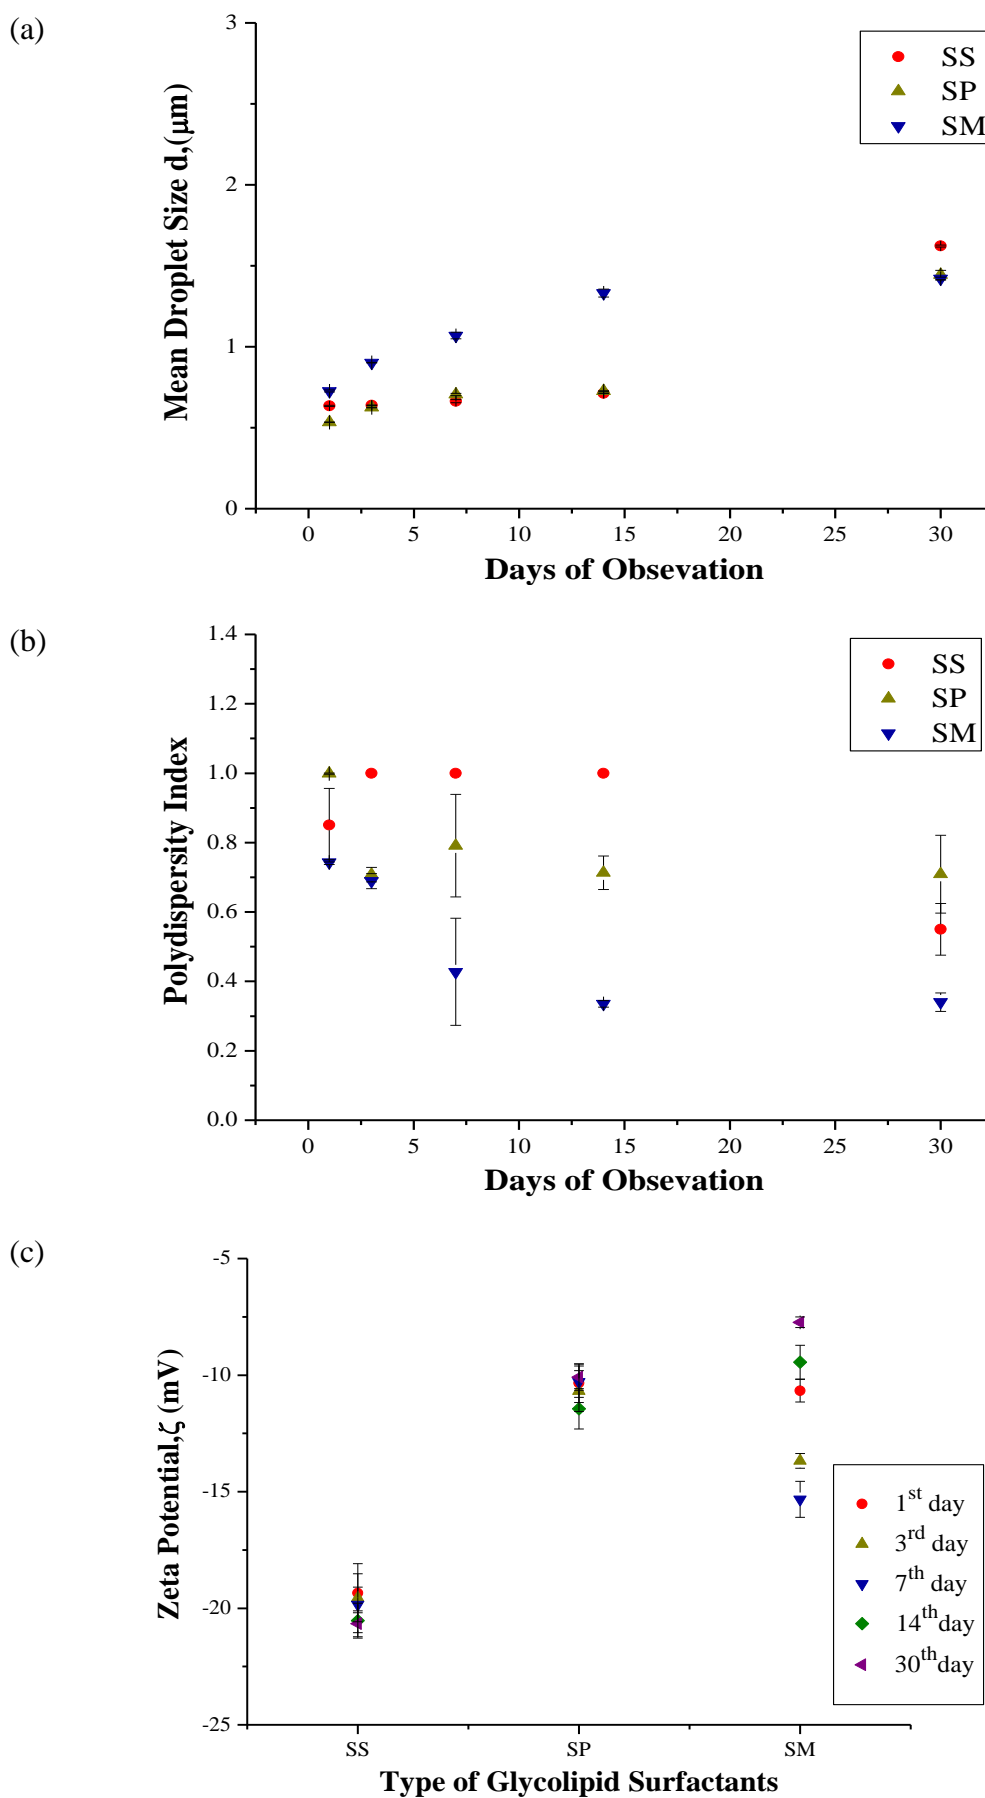 (a)
3
2
1
0
Mean Droplet Size d,(μm)
SS
SP
SM
0 5 10 15 20 25 30
Days of Obsevation
(b)
1.4
1.2
1.0
0.8
0.6
0.4
0.2
0.0
Polydispersity Index
SS
SP
SM
0 5 10 15 20 25 30
Days of Obsevation
(c)
-5
-10
-15
-20
-25
Zeta Potential,ζ (mV)
1st day
3rd day
7th day
14th day
30th day
SS SP SM
Type of Glycolipid Surfactants